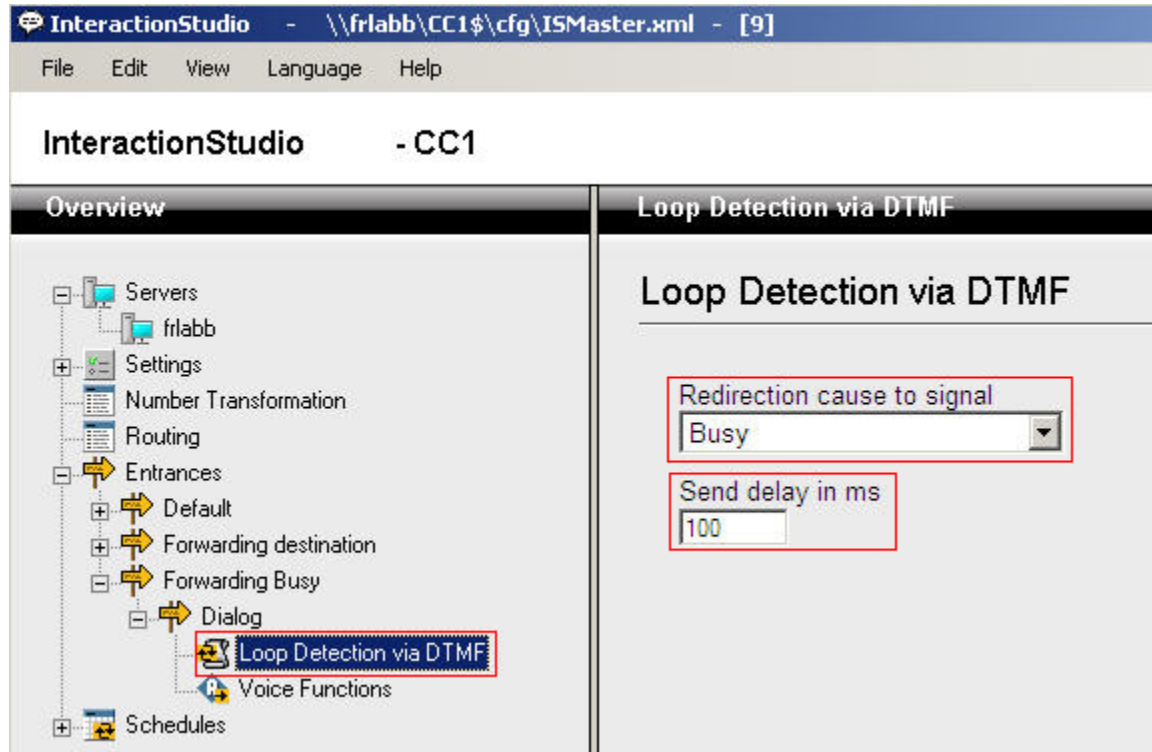 InteractionStudio - \\frlabb\CC1$\cfg\ISMaster.xml - [9]
File Edit View Language Help
InteractionStudio - CC1
Overview
Servers
frlabb
Settings
Number Transformation
Routing
Entrances
Default
Forwarding destination
Forwarding Busy
Dialog
Loop Detection via DTMF
Voice Functions
Schedules
Loop Detection via DTMF
Loop Detection via DTMF
Redirection cause to signal
Busy
Send delay in ms
100